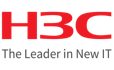 H3C
The Leader in New IT